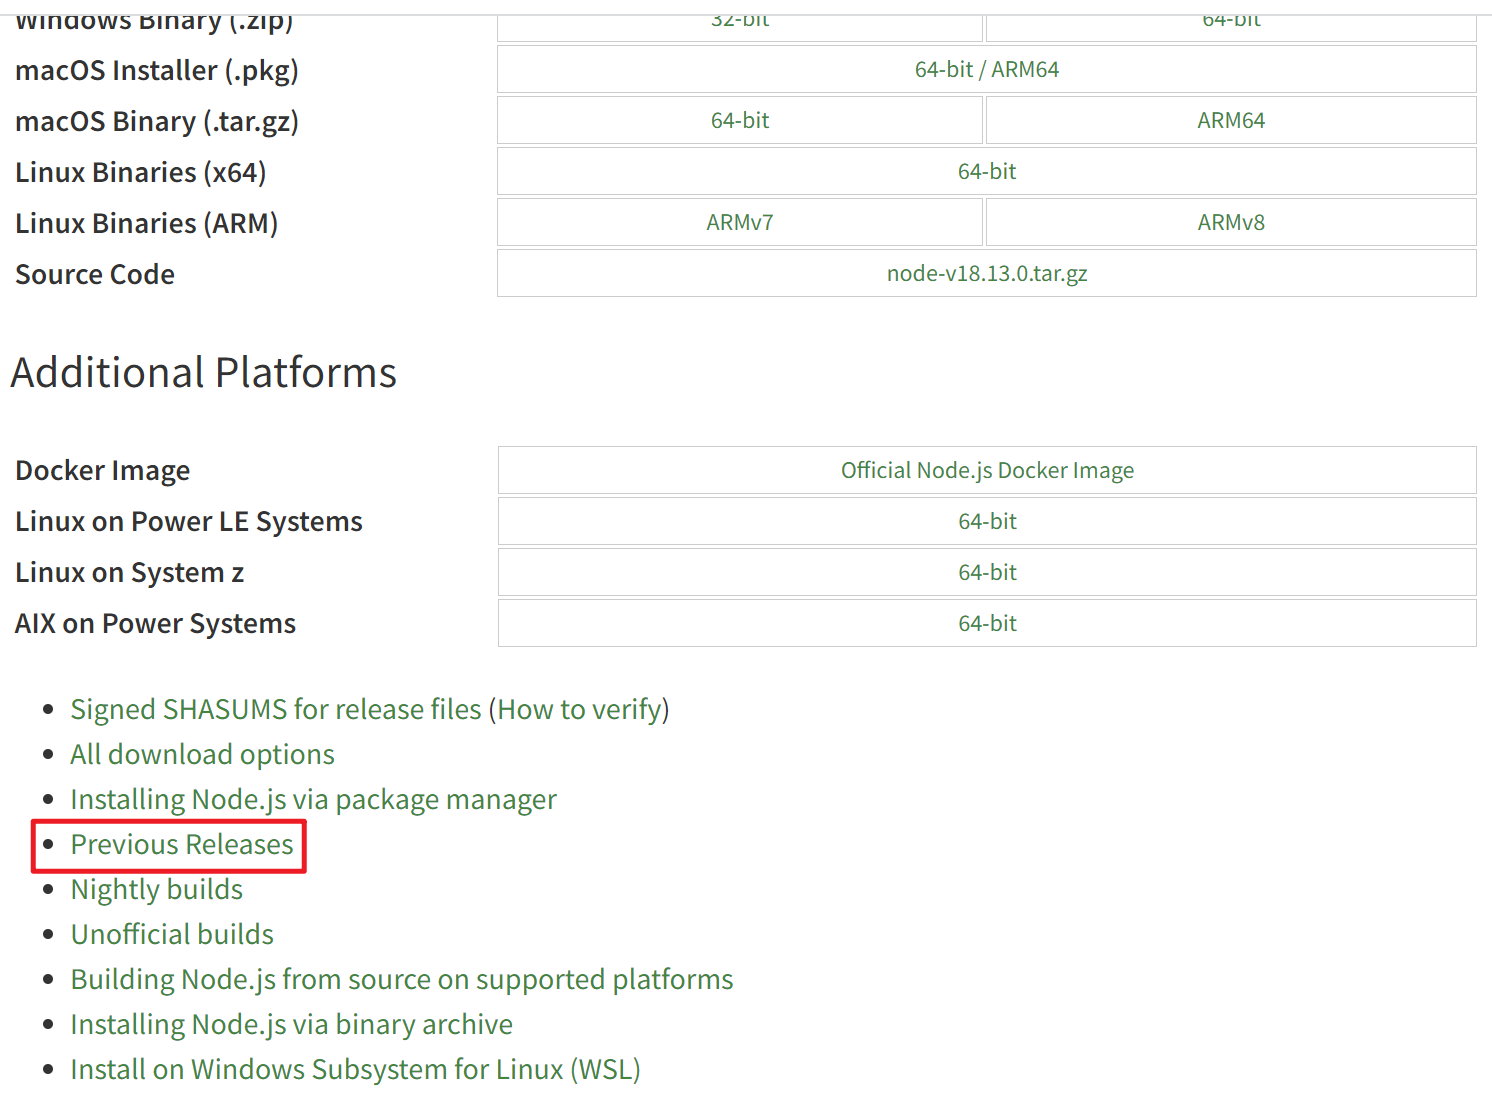 Windows Binary (.zip) 32-bit 64-bit
macOS Installer (.pkg) 64-bit / ARM64
macOS Binary (.tar.gz) 64-bit ARM64
Linux Binaries (x64) 64-bit
Linux Binaries (ARM) ARMv7 ARMv8
Source Code node-v18.13.0.tar.gz
Additional Platforms
Docker Image Official Node.js Docker Image
Linux on Power LE Systems 64-bit
Linux on System z 64-bit
AIX on Power Systems 64-bit
Signed SHASUMS for release files (How to verify)
All download options
Installing Node.js via package manager
Previous Releases
Nightly builds
Unofficial builds
Building Node.js from source on supported platforms
Installing Node.js via binary archive
Install on Windows Subsystem for Linux (WSL)